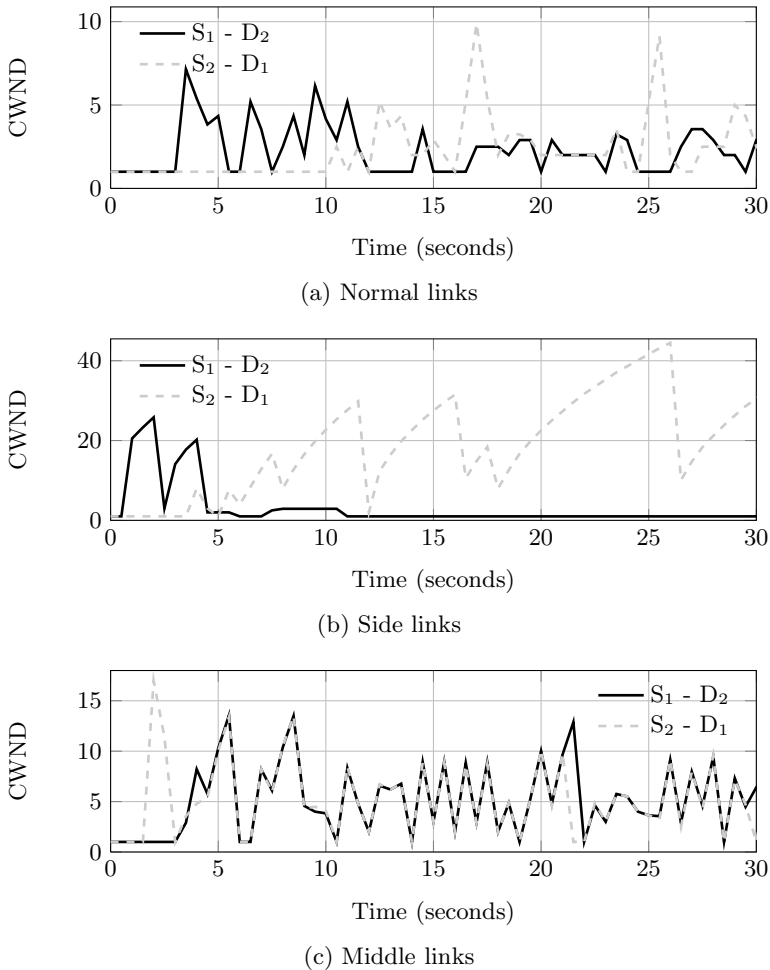 10
5
0
CWND
S₁ - D₂
S₂ - D₁
0 5 10 15 20 25 30
Time (seconds)
(a) Normal links
40
20
0
CWND
S₁ - D₂
S₂ - D₁
0 5 10 15 20 25 30
Time (seconds)
(b) Side links
15
10
5
0
CWND
S₁ - D₂
S₂ - D₁
0 5 10 15 20 25 30
Time (seconds)
(c) Middle links